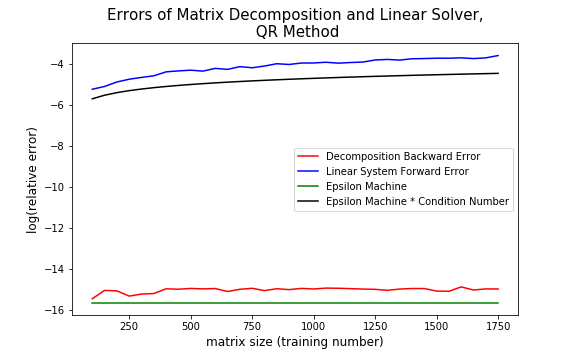 Errors of Matrix Decomposition and Linear Solver,
QR Method
log(relative error)
−4
−6
−8
−10
−12
−14
−16
Decomposition Backward Error
Linear System Forward Error
Epsilon Machine
Epsilon Machine * Condition Number
250 500 750 1000 1250 1500 1750
matrix size (training number)